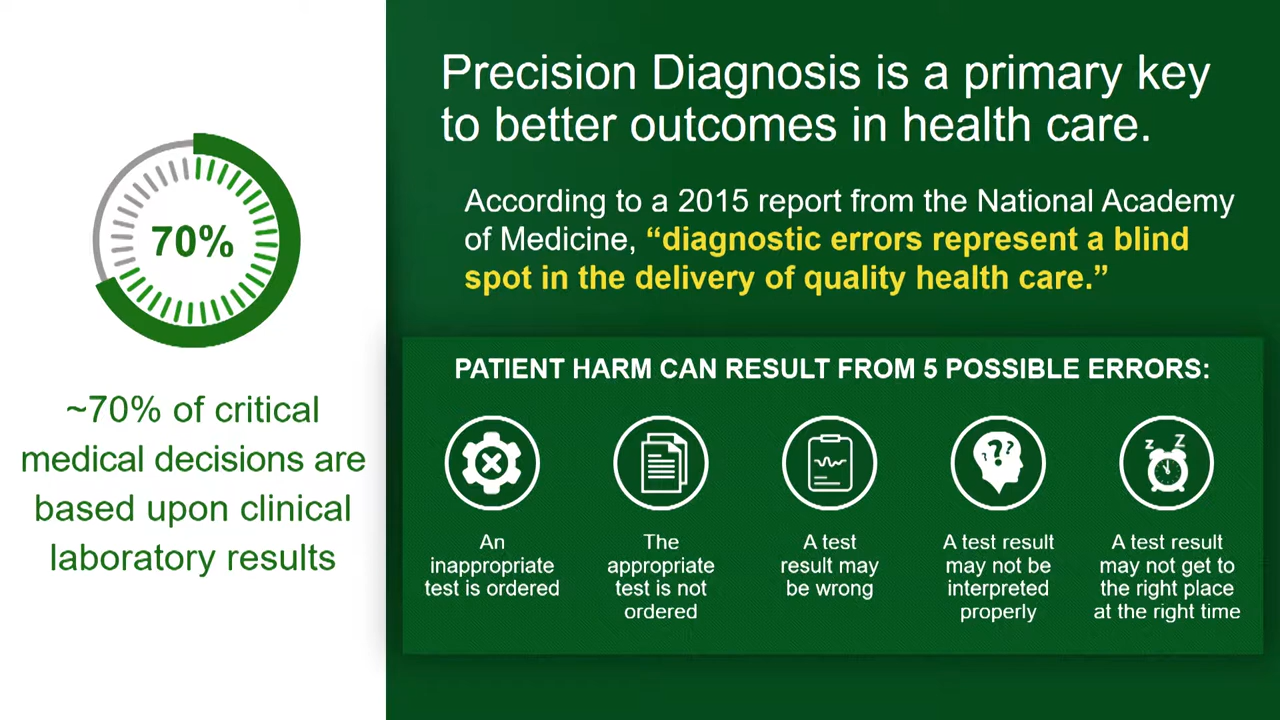 70%
~70% of critical
medical decisions are
based upon clinical
laboratory results
Precision Diagnosis is a primary key
to better outcomes in health care.
According to a 2015 report from the National Academy
of Medicine, “diagnostic errors represent a blind
spot in the delivery of quality health care.”
PATIENT HARM CAN RESULT FROM 5 POSSIBLE ERRORS:
An
inappropriate
test is ordered
The
appropriate
test is not
ordered
A test
result may
be wrong
???
A test result
may not be
interpreted
properly
z Z
A test result
may not get to
the right place
at the right time